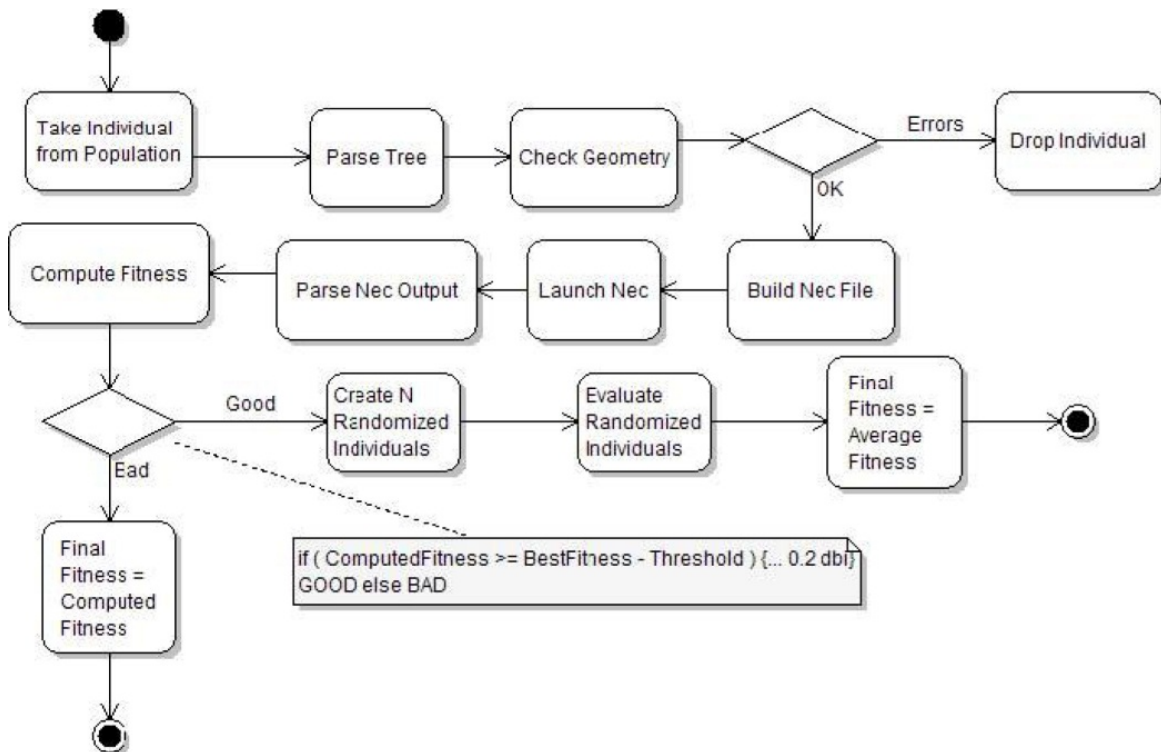 Take Individual
from Population
Parse Tree
Check Geometry
Errors
Drop Individual
OK
Compute Fitness
Parse Nec Output
Launch Nec
Build Nec File
Good
Create N
Randomized
Individuals
Evaluate
Randomized
Individuals
Final
Fitness =
Average
Fitness
Ead
Final
Fitness =
Computed
Fitness
if ( ComputedFitness >= BestFitness - Threshold ) {... 0.2 dbi}
GOOD else BAD